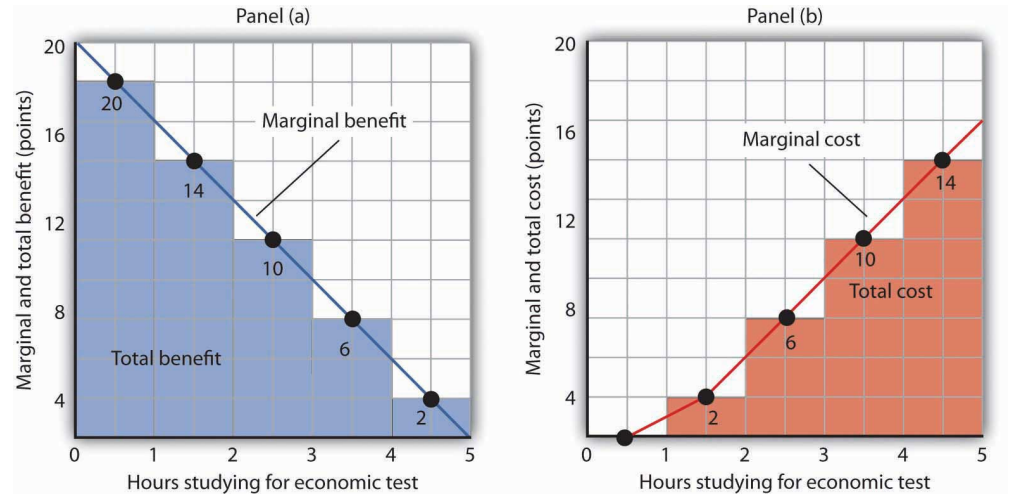 Panel (a)
Marginal and total benefit (points)
20
16
12
8
4
20
14
10
6
2
Marginal benefit
Total benefit
0 1 2 3 4 5
Hours studying for economic test
Panel (b)
Marginal and total cost (points)
20
16
12
8
4
Marginal cost
14
10
Total cost
6
2
0 1 2 3 4 5
Hours studying for economic test